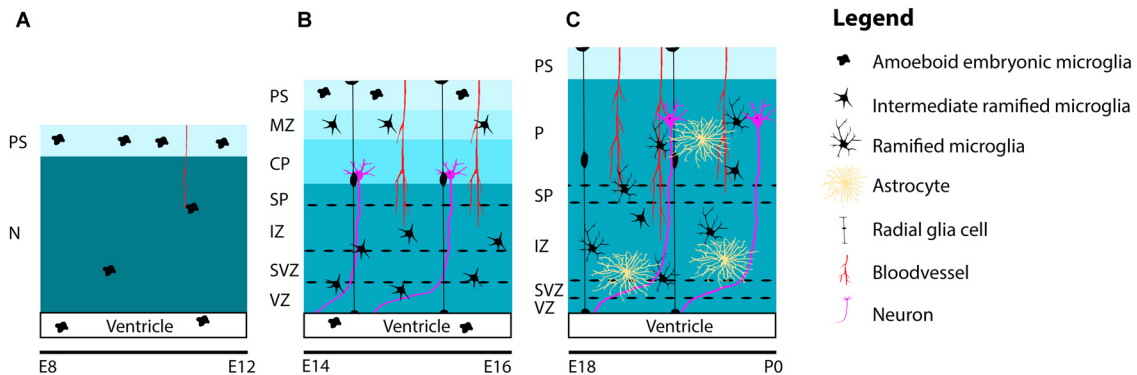 A
PS
N
Ventricle
E8 E12
B
PS
MZ
CP
SP
IZ
SVZ
VZ
Ventricle
E14 E16
C
PS
P
SP
IZ
SVZ
VZ
Ventricle
E18 P0
Legend
Amoeboid embryonic microglia
Intermediate ramified microglia
Ramified microglia
Astrocyte
Radial glia cell
Bloodvessel
Neuron